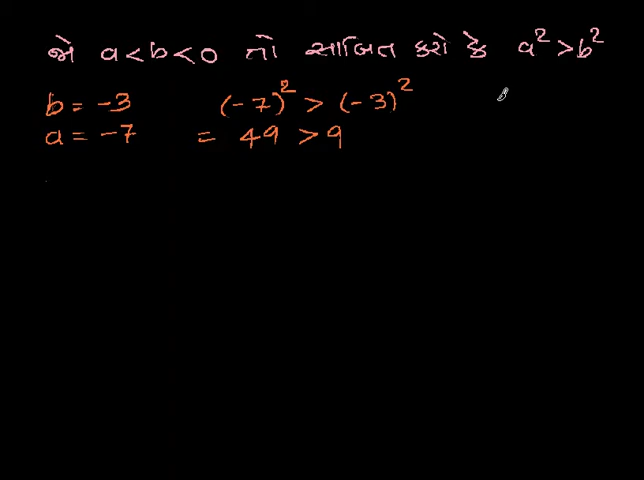 જો a < b < 0 તો સાબિત કરો કે a² > b²
b = -3 (-7)² > (-3)²
a = -7 = 49 > 9